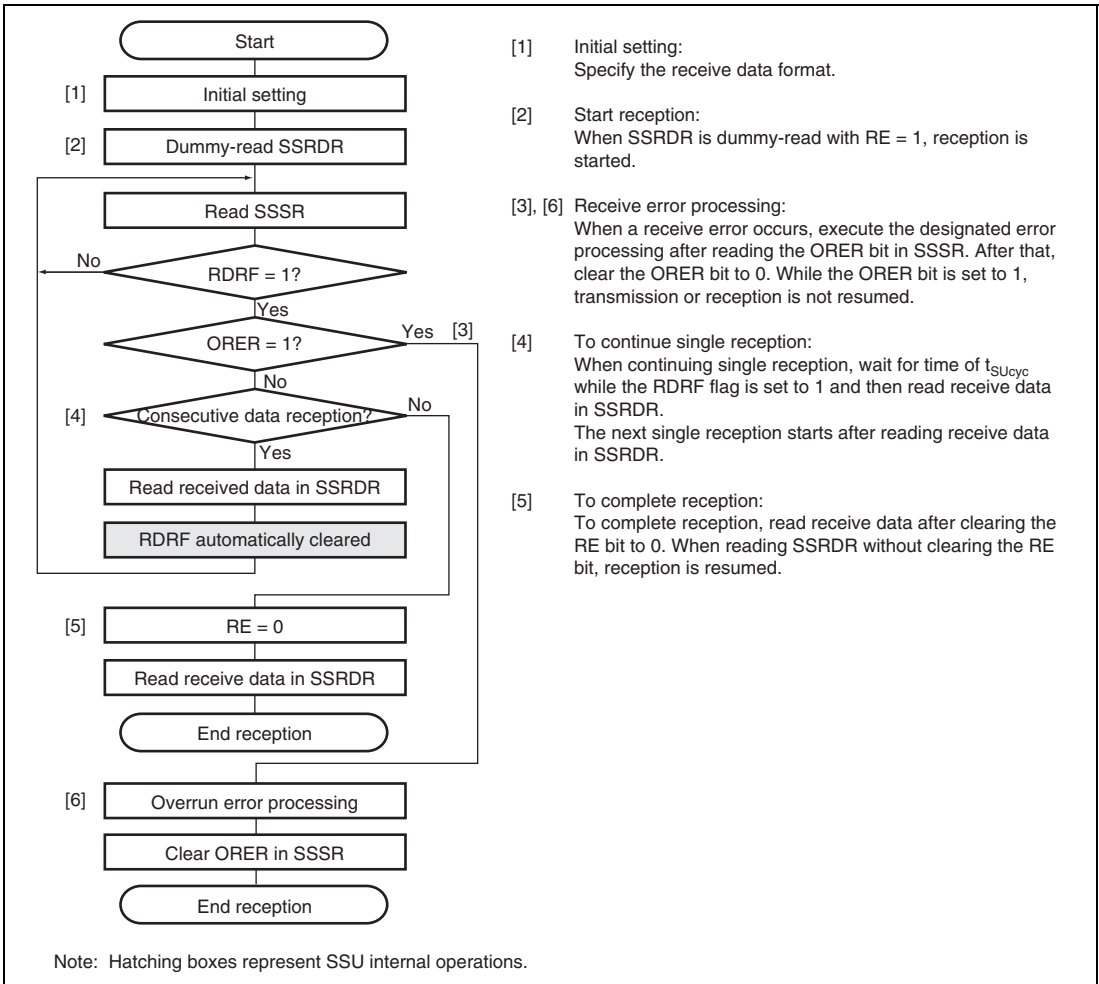 Start
[1] Initial setting
[2] Dummy-read SSRDR
Read SSSR
No
RDRF = 1?
Yes
ORER = 1?
Yes [3]
No
[4] Consecutive data reception?
No
Yes
Read received data in SSRDR
RDRF automatically cleared
[5] RE = 0
Read receive data in SSRDR
End reception
[6] Overrun error processing
Clear ORER in SSSR
End reception
[1] Initial setting:
Specify the receive data format.
[2] Start reception:
When SSRDR is dummy-read with RE = 1, reception is
started.
[3], [6] Receive error processing:
When a receive error occurs, execute the designated error
processing after reading the ORER bit in SSSR. After that,
clear the ORER bit to 0. While the ORER bit is set to 1,
transmission or reception is not resumed.
[4] To continue single reception:
When continuing single reception, wait for time of tSUcyc
while the RDRF flag is set to 1 and then read receive data
in SSRDR.
The next single reception starts after reading receive data
in SSRDR.
[5] To complete reception:
To complete reception, read receive data after clearing the
RE bit to 0. When reading SSRDR without clearing the RE
bit, reception is resumed.
Note: Hatching boxes represent SSU internal operations.